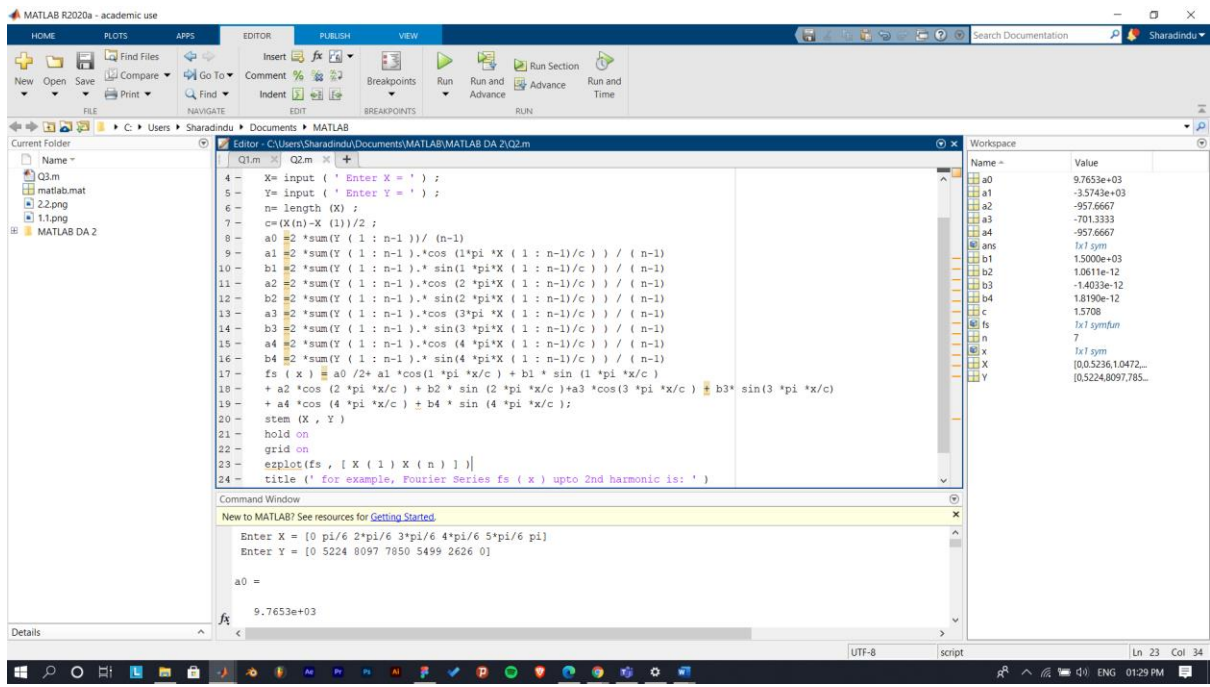 MATLAB R2020a - academic use
HOME PLOTS APPS EDITOR PUBLISH VIEW Search Documentation Sharadindu
New Open Save Find Files Compare Print Go To Find Insert fx Comment % Indent Breakpoints Run Run and Advance Run Section Advance Run and Time
FILE NAVIGATE EDIT BREAKPOINTS RUN
C: Users Sharadindu Documents MATLAB
Current Folder
Name
Q3.m
matlab.mat
2.2.png
1.1.png
MATLAB DA 2
Details
Editor - C:\Users\Sharadindu\Documents\MATLAB\MATLAB DA 2\Q2.m
Q1.m Q2.m +
4 - X= input ( ' Enter X = ' ) ;
5 - Y= input ( ' Enter Y = ' ) ;
6 - n= length (X) ;
7 - c=(X(n)-X (1))/2 ;
8 - a0 =2 *sum(Y ( 1 : n-1 ))/ (n-1)
9 - a1 =2 *sum(Y ( 1 : n-1 ).*cos (1*pi *X ( 1 : n-1)/c ) ) / ( n-1)
10 - b1 =2 *sum(Y ( 1 : n-1 ).* sin(1 *pi*X ( 1 : n-1)/c ) ) / ( n-1)
11 - a2 =2 *sum(Y ( 1 : n-1 ).*cos (2 *pi*X ( 1 : n-1)/c ) ) / ( n-1)
12 - b2 =2 *sum(Y ( 1 : n-1 ).* sin(2 *pi*X ( 1 : n-1)/c ) ) / ( n-1)
13 - a3 =2 *sum(Y ( 1 : n-1 ).*cos (3*pi *X ( 1 : n-1)/c ) ) / ( n-1)
14 - b3 =2 *sum(Y ( 1 : n-1 ).* sin(3 *pi*X ( 1 : n-1)/c ) ) / ( n-1)
15 - a4 =2 *sum(Y ( 1 : n-1 ).*cos (4 *pi*X ( 1 : n-1)/c ) ) / ( n-1)
16 - b4 =2 *sum(Y ( 1 : n-1 ).* sin(4 *pi*X ( 1 : n-1)/c ) ) / ( n-1)
17 - fs ( x ) = a0 /2+ a1 *cos(1 *pi *x/c ) + b1 * sin (1 *pi *x/c )
18 - + a2 *cos (2 *pi *x/c ) + b2 * sin (2 *pi *x/c )+a3 *cos(3 *pi *x/c ) + b3* sin(3 *pi *x/c)
19 - + a4 *cos (4 *pi *x/c ) + b4 * sin (4 *pi *x/c );
20 - stem (X , Y )
21 - hold on
22 - grid on
23 - ezplot(fs , [ X ( 1 ) X ( n ) ] )
24 - title (' for example, Fourier Series fs ( x ) upto 2nd harmonic is: ' )
Command Window
New to MATLAB? See resources for Getting Started.
Enter X = [0 pi/6 2*pi/6 3*pi/6 4*pi/6 5*pi/6 pi]
Enter Y = [0 5224 8097 7850 5499 2626 0]
a0 =
9.7653e+03
fx
Workspace
Name Value
a0 9.7653e+03
a1 -3.5743e+03
a2 -957.6667
a3 -701.3333
a4 -957.6667
ans 1x1 sym
b1 1.5000e+03
b2 1.0611e-12
b3 -1.4033e-12
b4 1.8190e-12
c 1.5708
fs 1x1 symfun
n 7
x 1x1 sym
X [0,0.5236,1.0472,...
Y [0,5224,8097,785...
UTF-8 script Ln 23 Col 34
ENG 01:29 PM